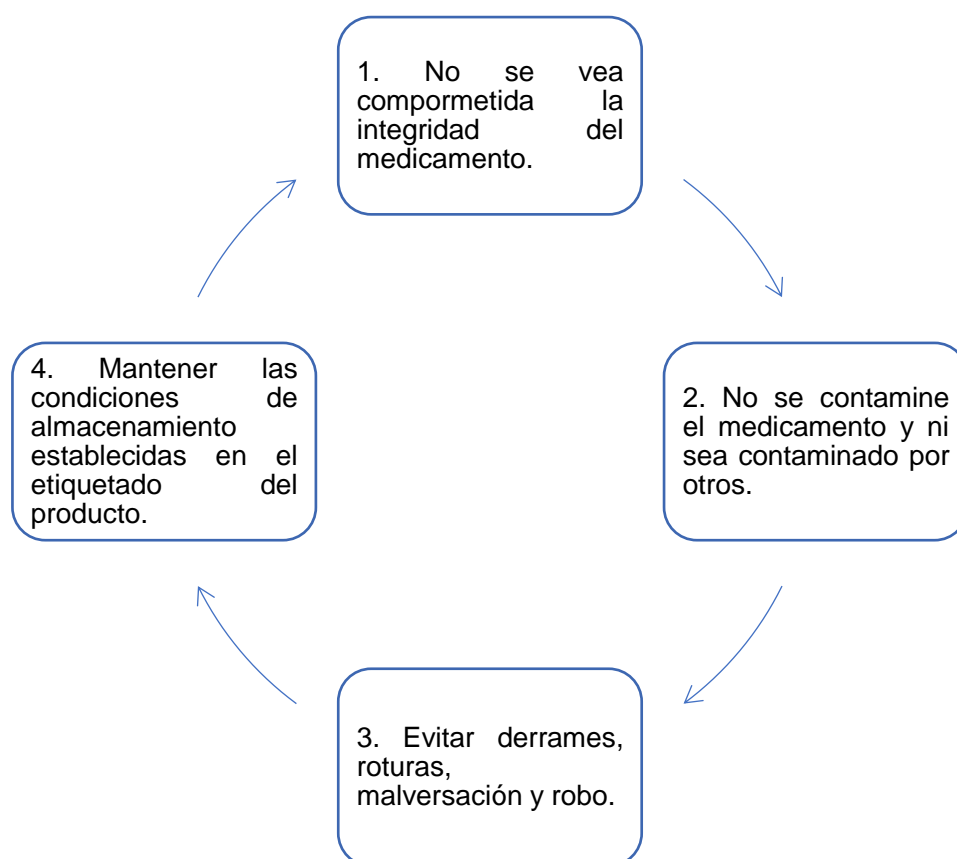 1. No se vea
compormetida la
integridad del
medicamento.
2. No se contamine
el medicamento y ni
sea contaminado por
otros.
3. Evitar derrames,
roturas,
malversación y robo.
4. Mantener las
condiciones de
almacenamiento
establecidas en el
etiquetado del
producto.